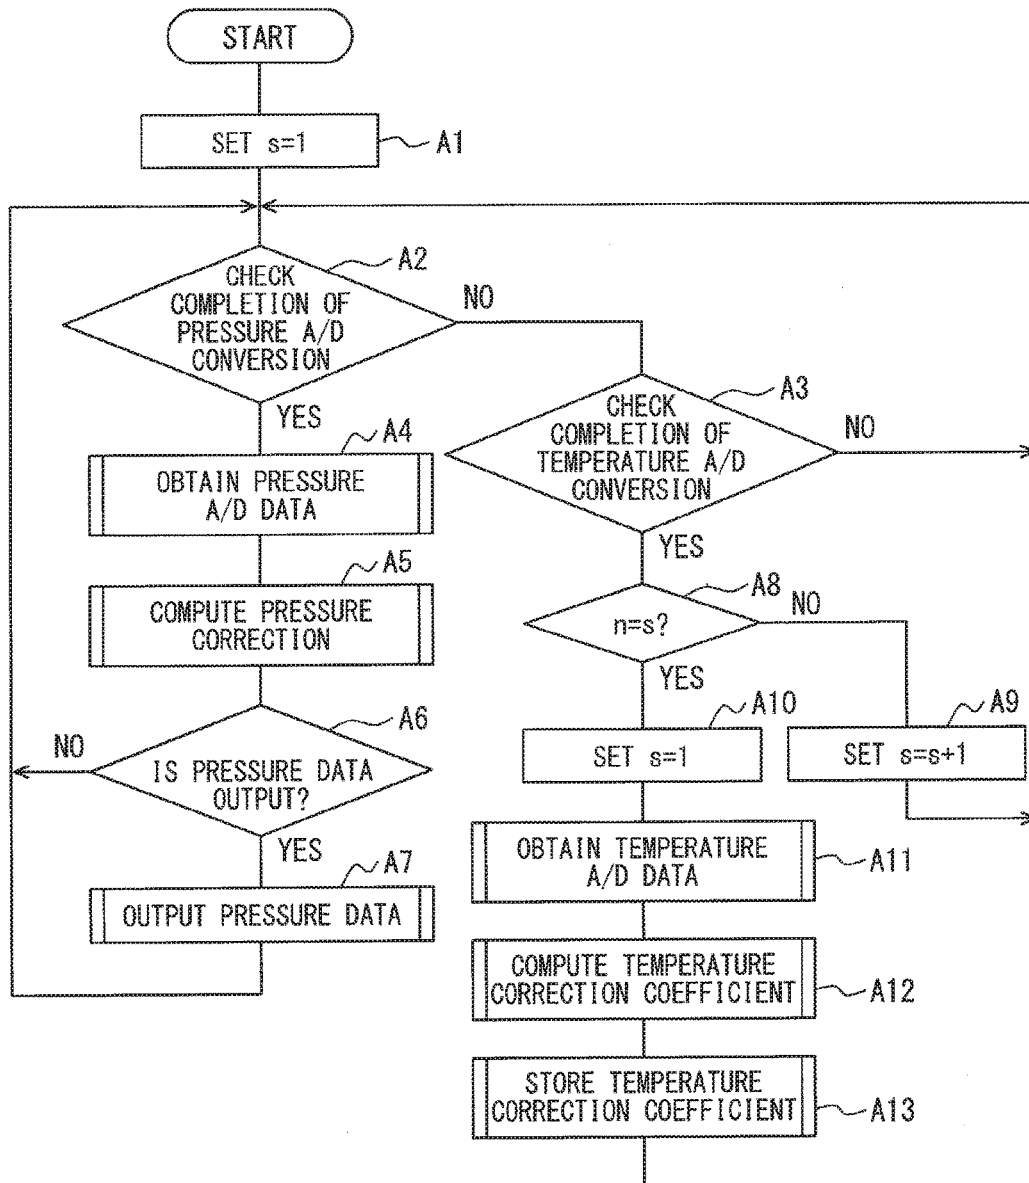 START
SET s=1
A1
A2
CHECK
COMPLETION OF
PRESSURE A/D
CONVERSION
NO
YES
A3
CHECK
COMPLETION OF
TEMPERATURE A/D
CONVERSION
NO
YES
A4
OBTAIN PRESSURE
A/D DATA
A5
COMPUTE PRESSURE
CORRECTION
A6
NO
IS PRESSURE DATA
OUTPUT?
YES
A7
OUTPUT PRESSURE DATA
A8
n=s?
NO
YES
A10
SET s=1
A9
SET s=s+1
OBTAIN TEMPERATURE
A/D DATA
A11
COMPUTE TEMPERATURE
CORRECTION COEFFICIENT
A12
STORE TEMPERATURE
CORRECTION COEFFICIENT
A13